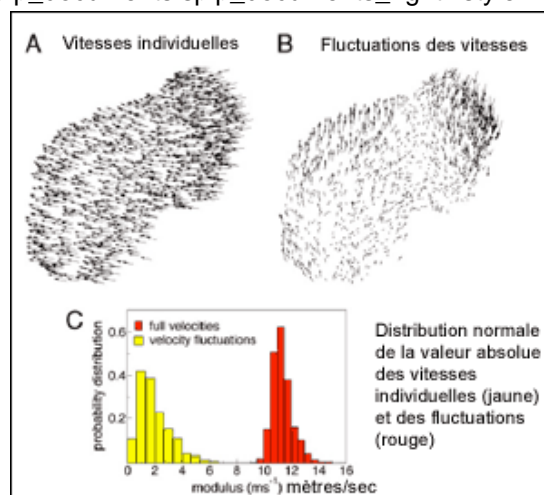 A Vitesses individuelles
B Fluctuations des vitesses
C
full velocities
velocity fluctuations
probability distribution
0.6
0.4
0.2
0 2 4 6 8 10 12 14 16
modulus (ms⁻¹) mètres/sec
Distribution normale
de la valeur absolue
des vitesses
individuelles (jaune)
et des fluctuations
(rouge)